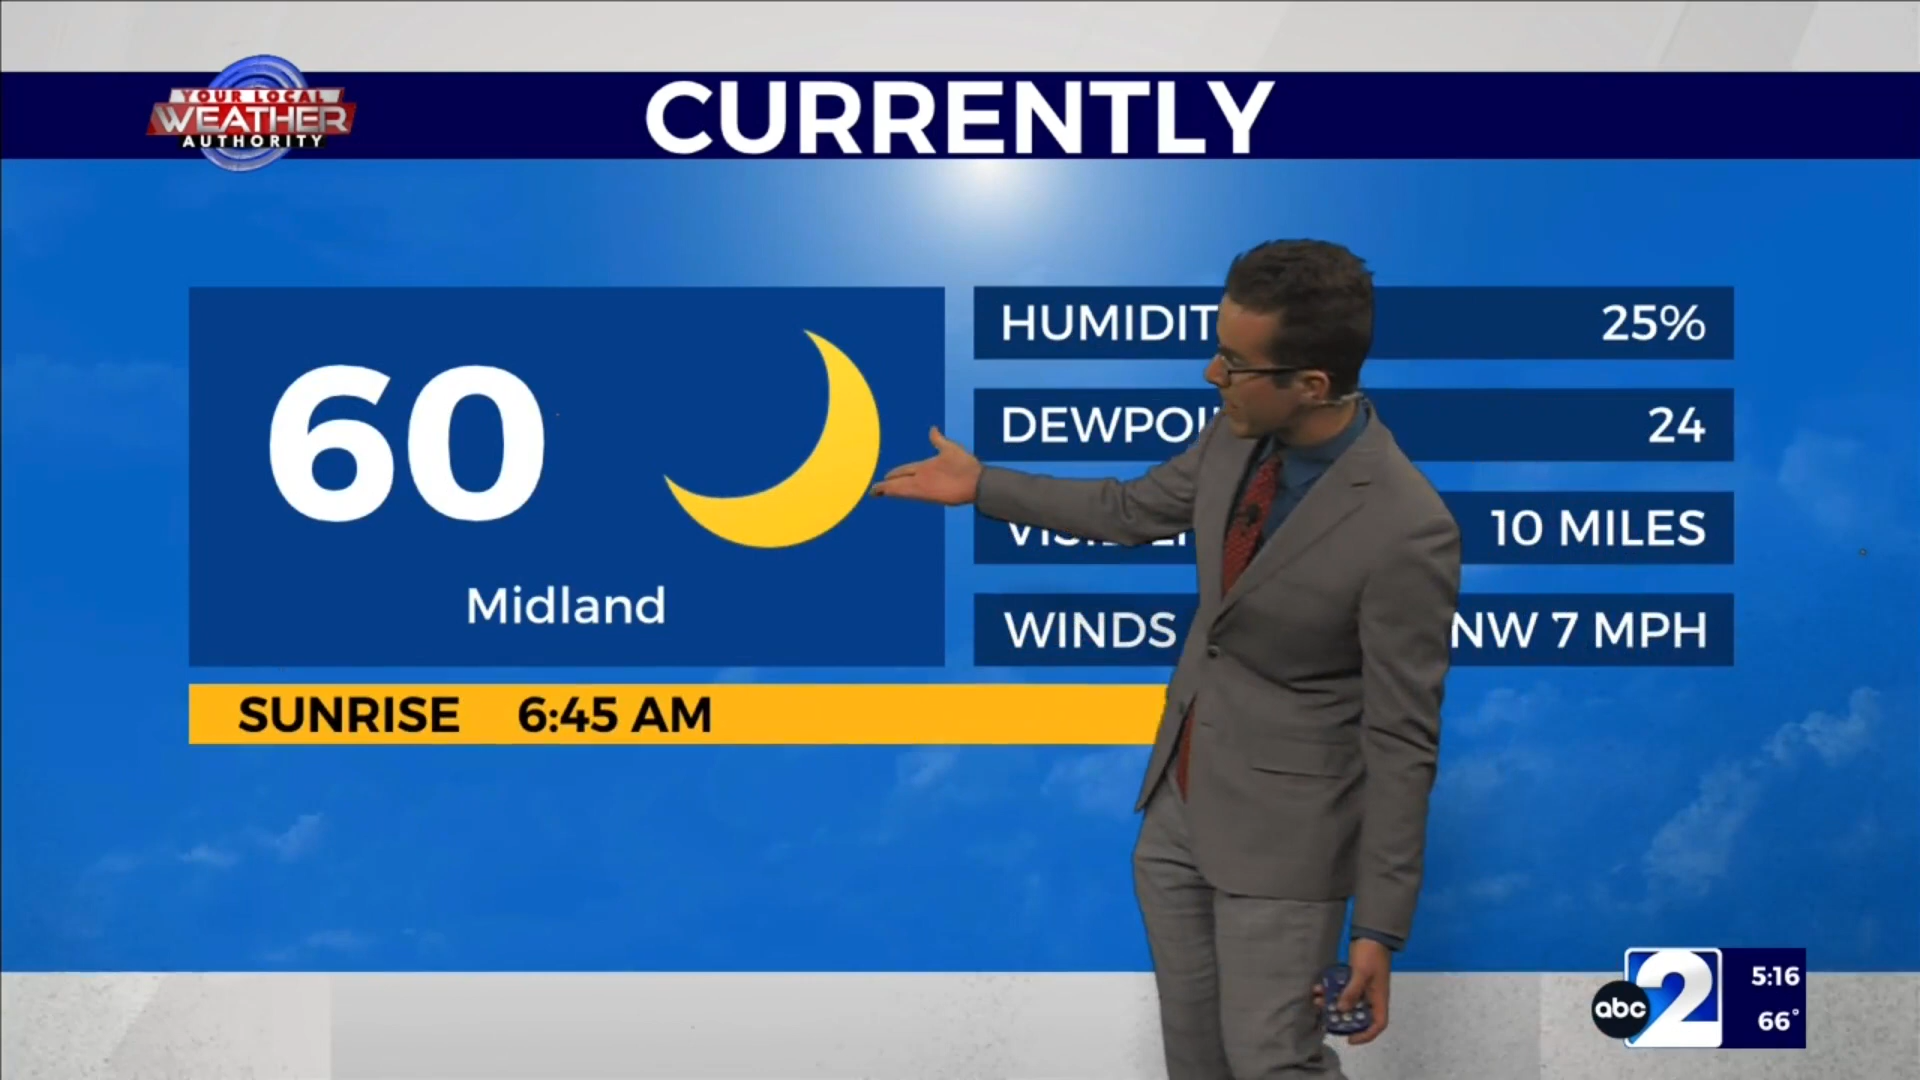 YOUR LOCAL
WEATHER
AUTHORITY
CURRENTLY
60
Midland
HUMIDIT 25%
DEWPOI 24
10 MILES
WINDS NW 7 MPH
SUNRISE 6:45 AM
abc 2
5:16
66°